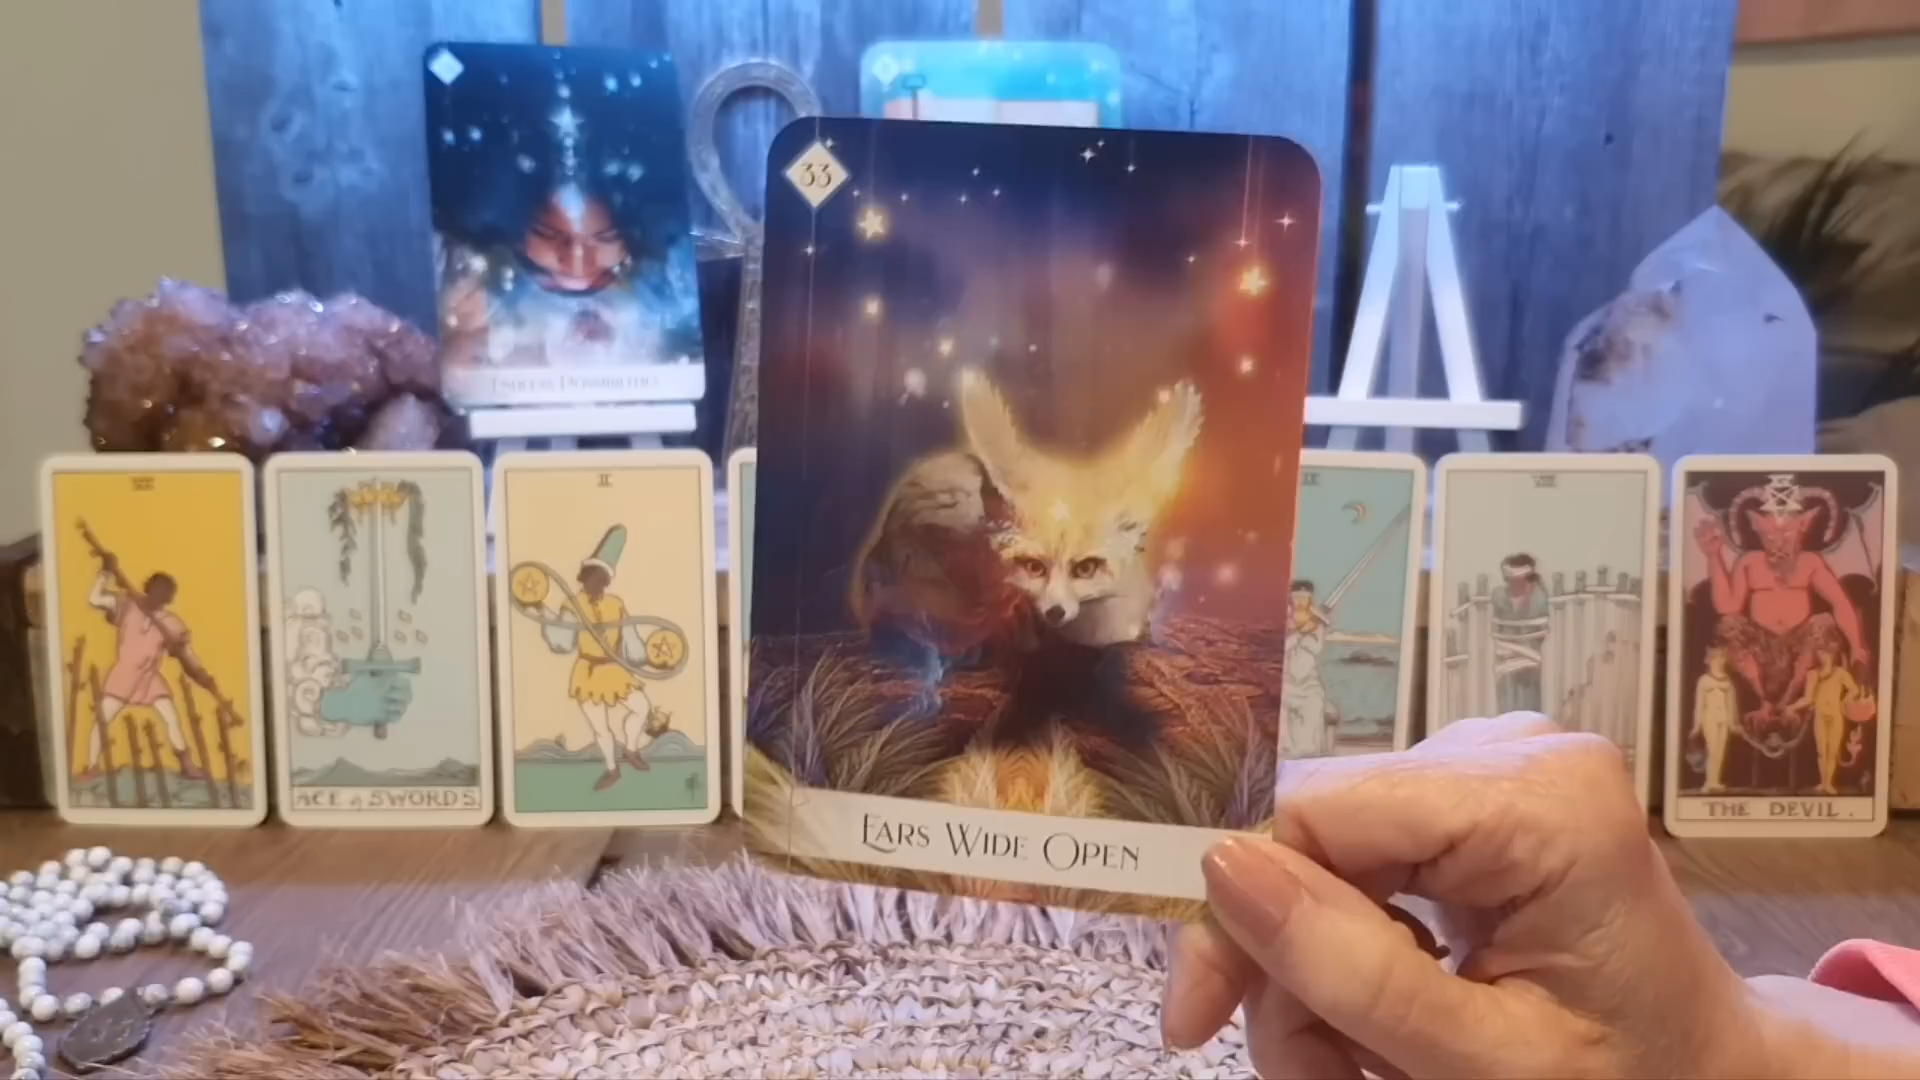 33
EARS WIDE OPEN
ENDLESS POSSIBILITIES
ACE of SWORDS
II
THE DEVIL.